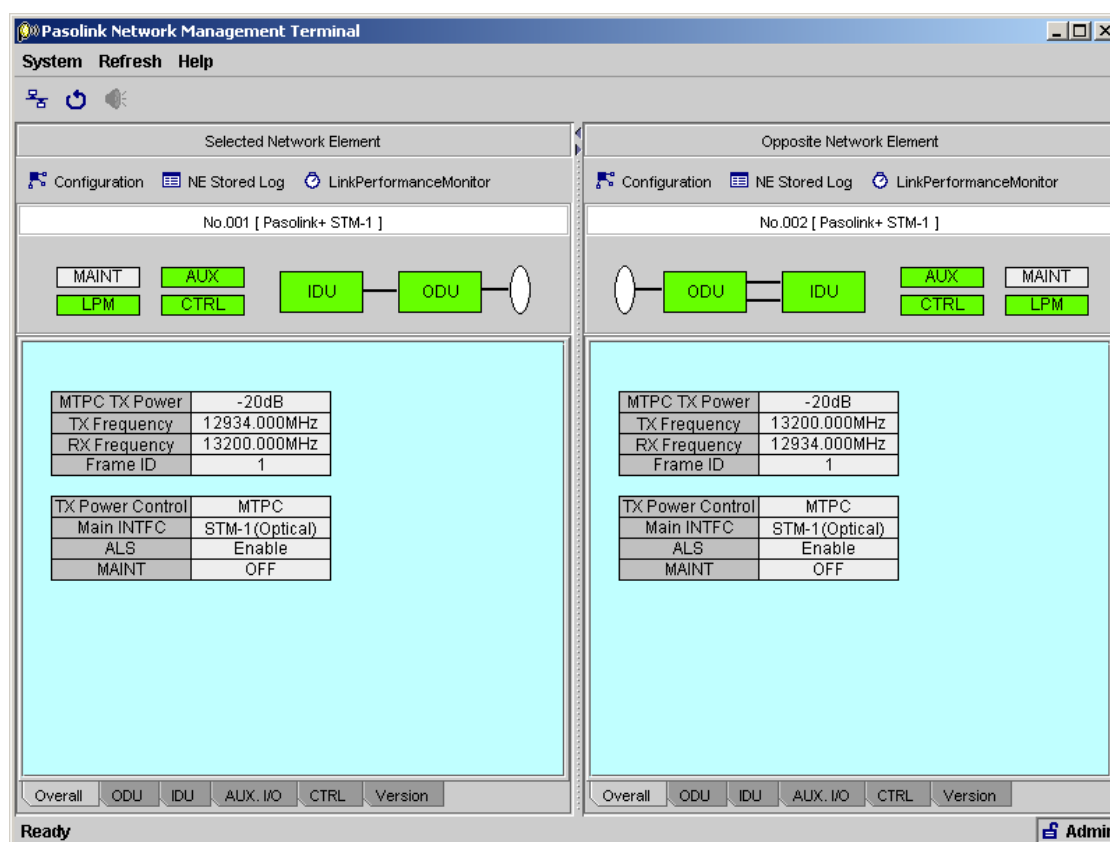 Pasolink Network Management Terminal
System Refresh Help
Selected Network Element
Configuration NE Stored Log LinkPerformanceMonitor
No.001 [ Pasolink+ STM-1 ]
MAINT AUX
IDU ODU
LPM CTRL
MTPC TX Power -20dB
TX Frequency 12934.000MHz
RX Frequency 13200.000MHz
Frame ID 1
TX Power Control MTPC
Main INTFC STM-1(Optical)
ALS Enable
MAINT OFF
Overall ODU IDU AUX. I/O CTRL Version
Opposite Network Element
Configuration NE Stored Log LinkPerformanceMonitor
No.002 [ Pasolink+ STM-1 ]
AUX MAINT
ODU IDU
CTRL LPM
MTPC TX Power -20dB
TX Frequency 13200.000MHz
RX Frequency 12934.000MHz
Frame ID 1
TX Power Control MTPC
Main INTFC STM-1(Optical)
ALS Enable
MAINT OFF
Overall ODU IDU AUX. I/O CTRL Version
Ready